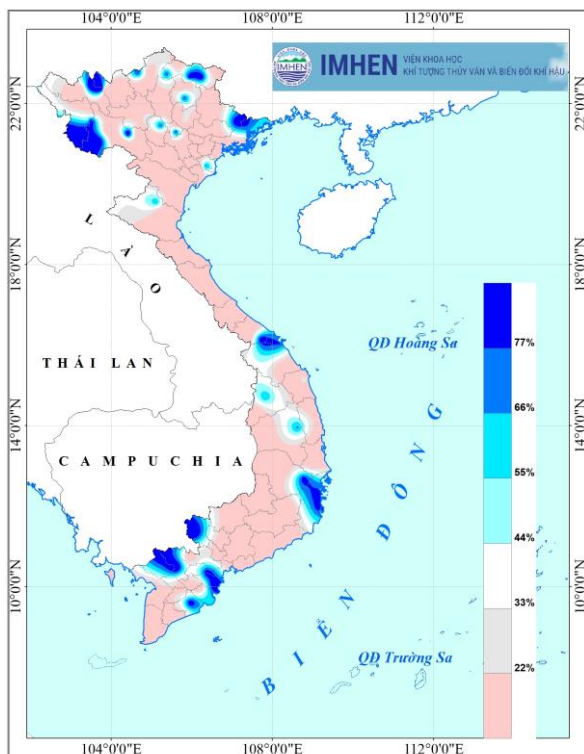 104°0'0"E 108°0'0"E 112°0'0"E
IMHEN
IMHEN
VIỆN KHOA HỌC
KHÍ TƯỢNG THỦY VĂN VÀ BIẾN ĐỔI KHÍ HẬU
22°0'0"N 22°0'0"N
LÀO
18°0'0"N 18°0'0"N
77%
QĐ Hoàng Sa
THÁI LAN
66%
14°0'0"N 14°0'0"N
55%
CAMPUCHIA
44%
BIỂN ĐÔNG
33%
10°0'0"N 10°0'0"N
QĐ Trường Sa
22%
104°0'0"E 108°0'0"E 112°0'0"E